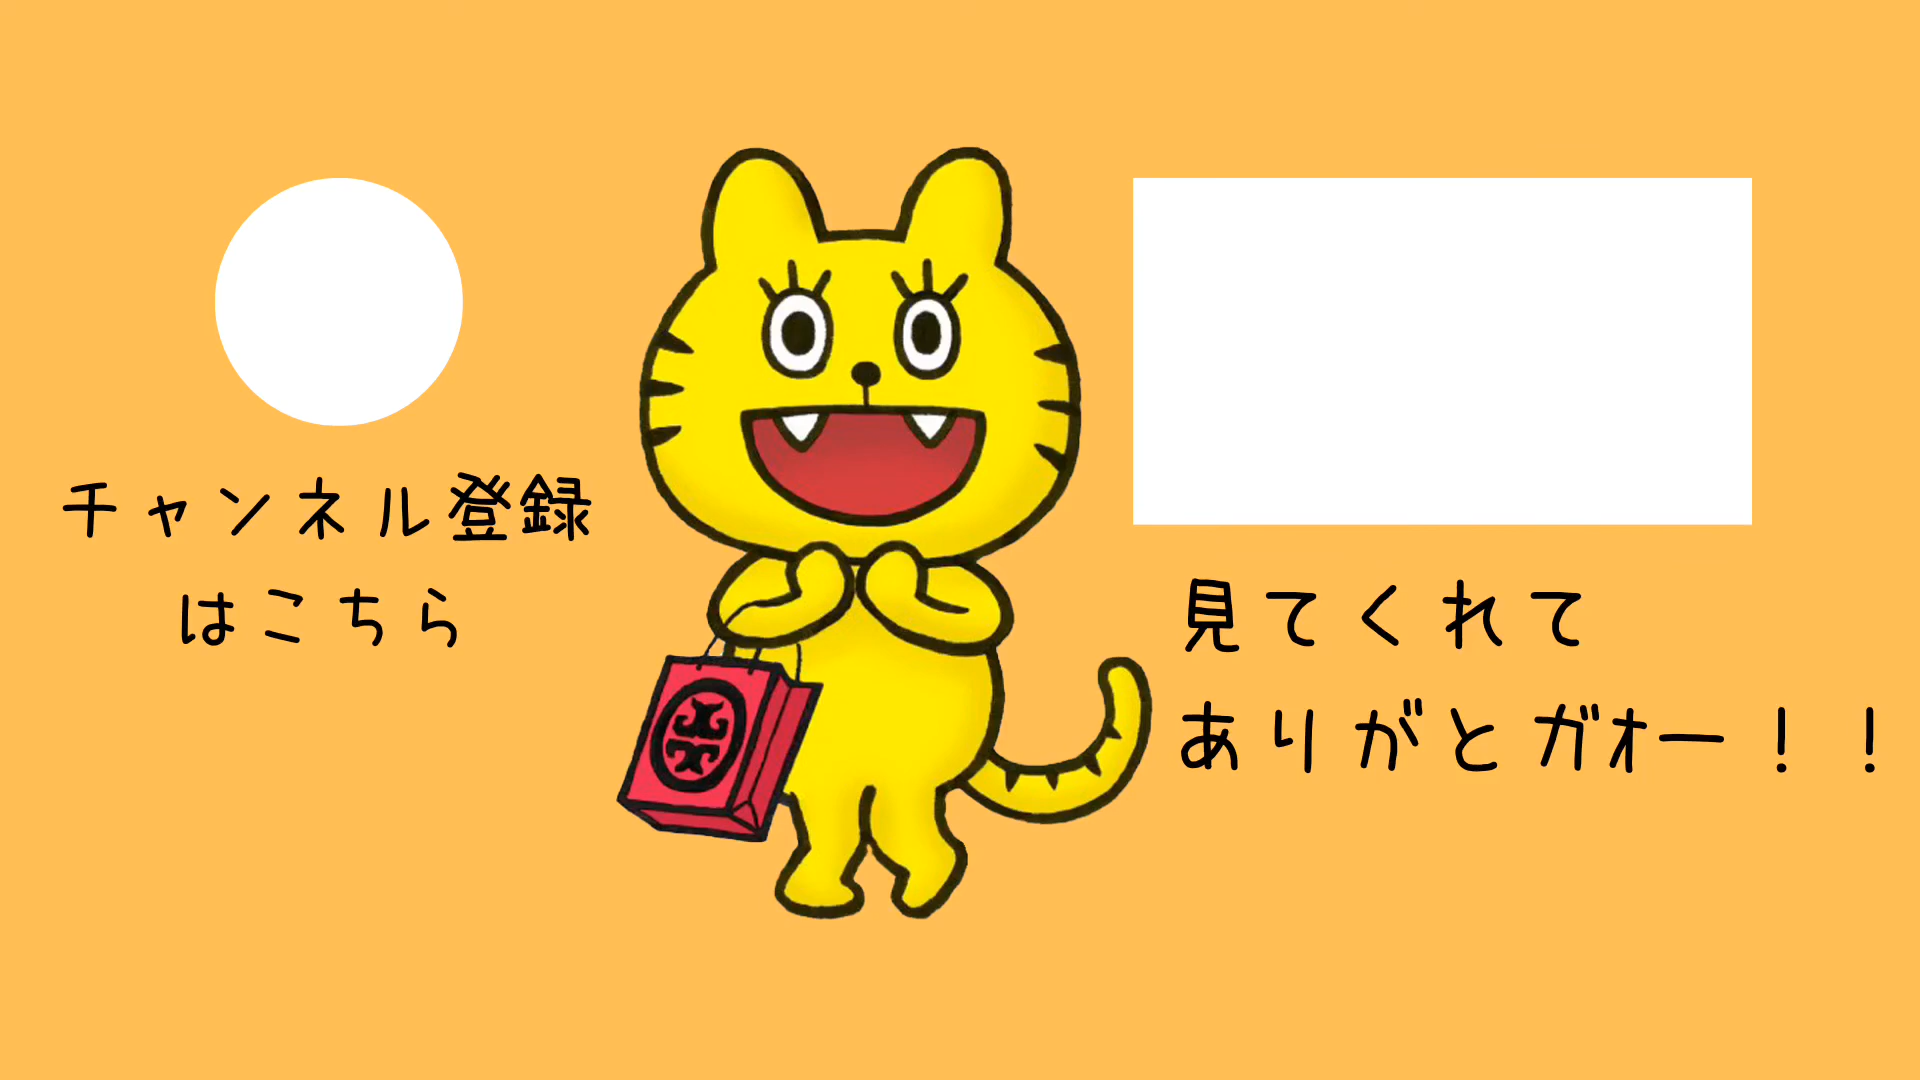 チャンネル登録
はこちら
見てくれて
ありがとガオー！！